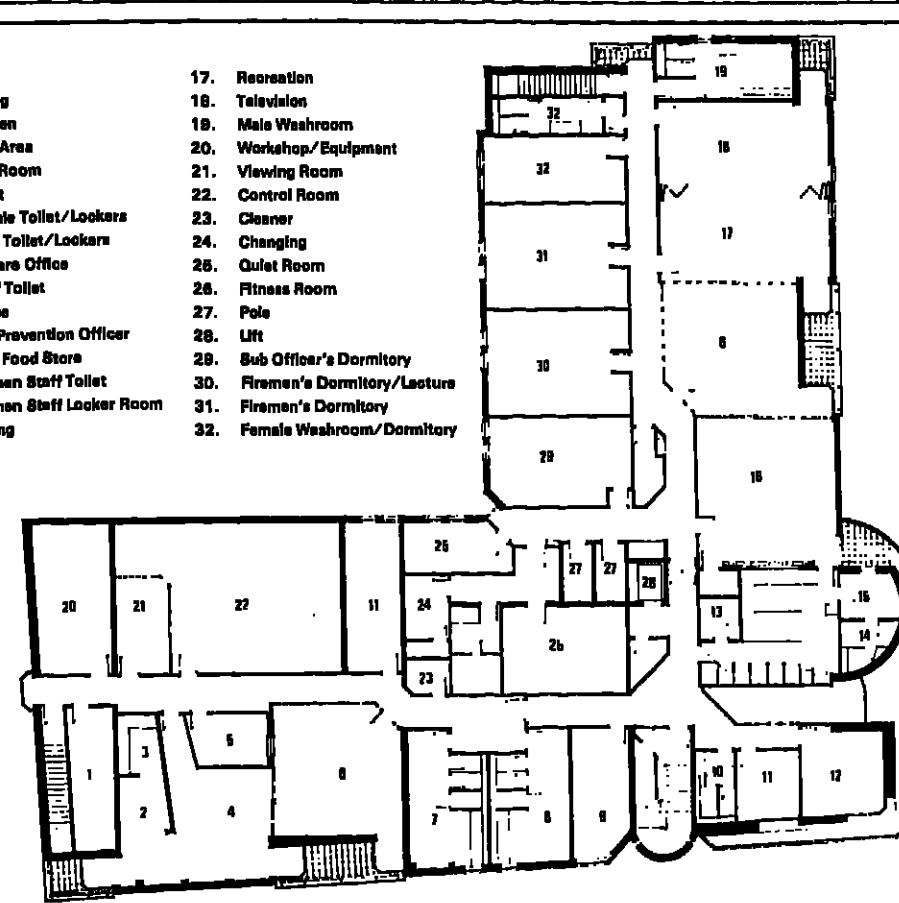 17. Recreation
18. Television
19. Male Washroom
en
20. Workshop/Equipment
Area
21. Viewing Room
Room
22. Control Room
23. Cleaner
le Toilet/Lockers
24. Changing
Toilet/Lockers
25. Quiet Room
Office
26. Fitness Room
Toilet
27. Pole
Prevention Officer
28. Lift
Food Store
29. Sub Officer's Dormitory
en Staff Toilet
30. Firemen's Dormitory/Lecture
en Staff Locker Room
31. Firemen's Dormitory
ng
32. Female Washroom/Dormitory
19
32
18
32
17
31
6
30
29
16
25
27
27
28
20
21
22
11
24
13
15
14
26
23
3
5
1
6
2
4
7
8
9
10
11
12